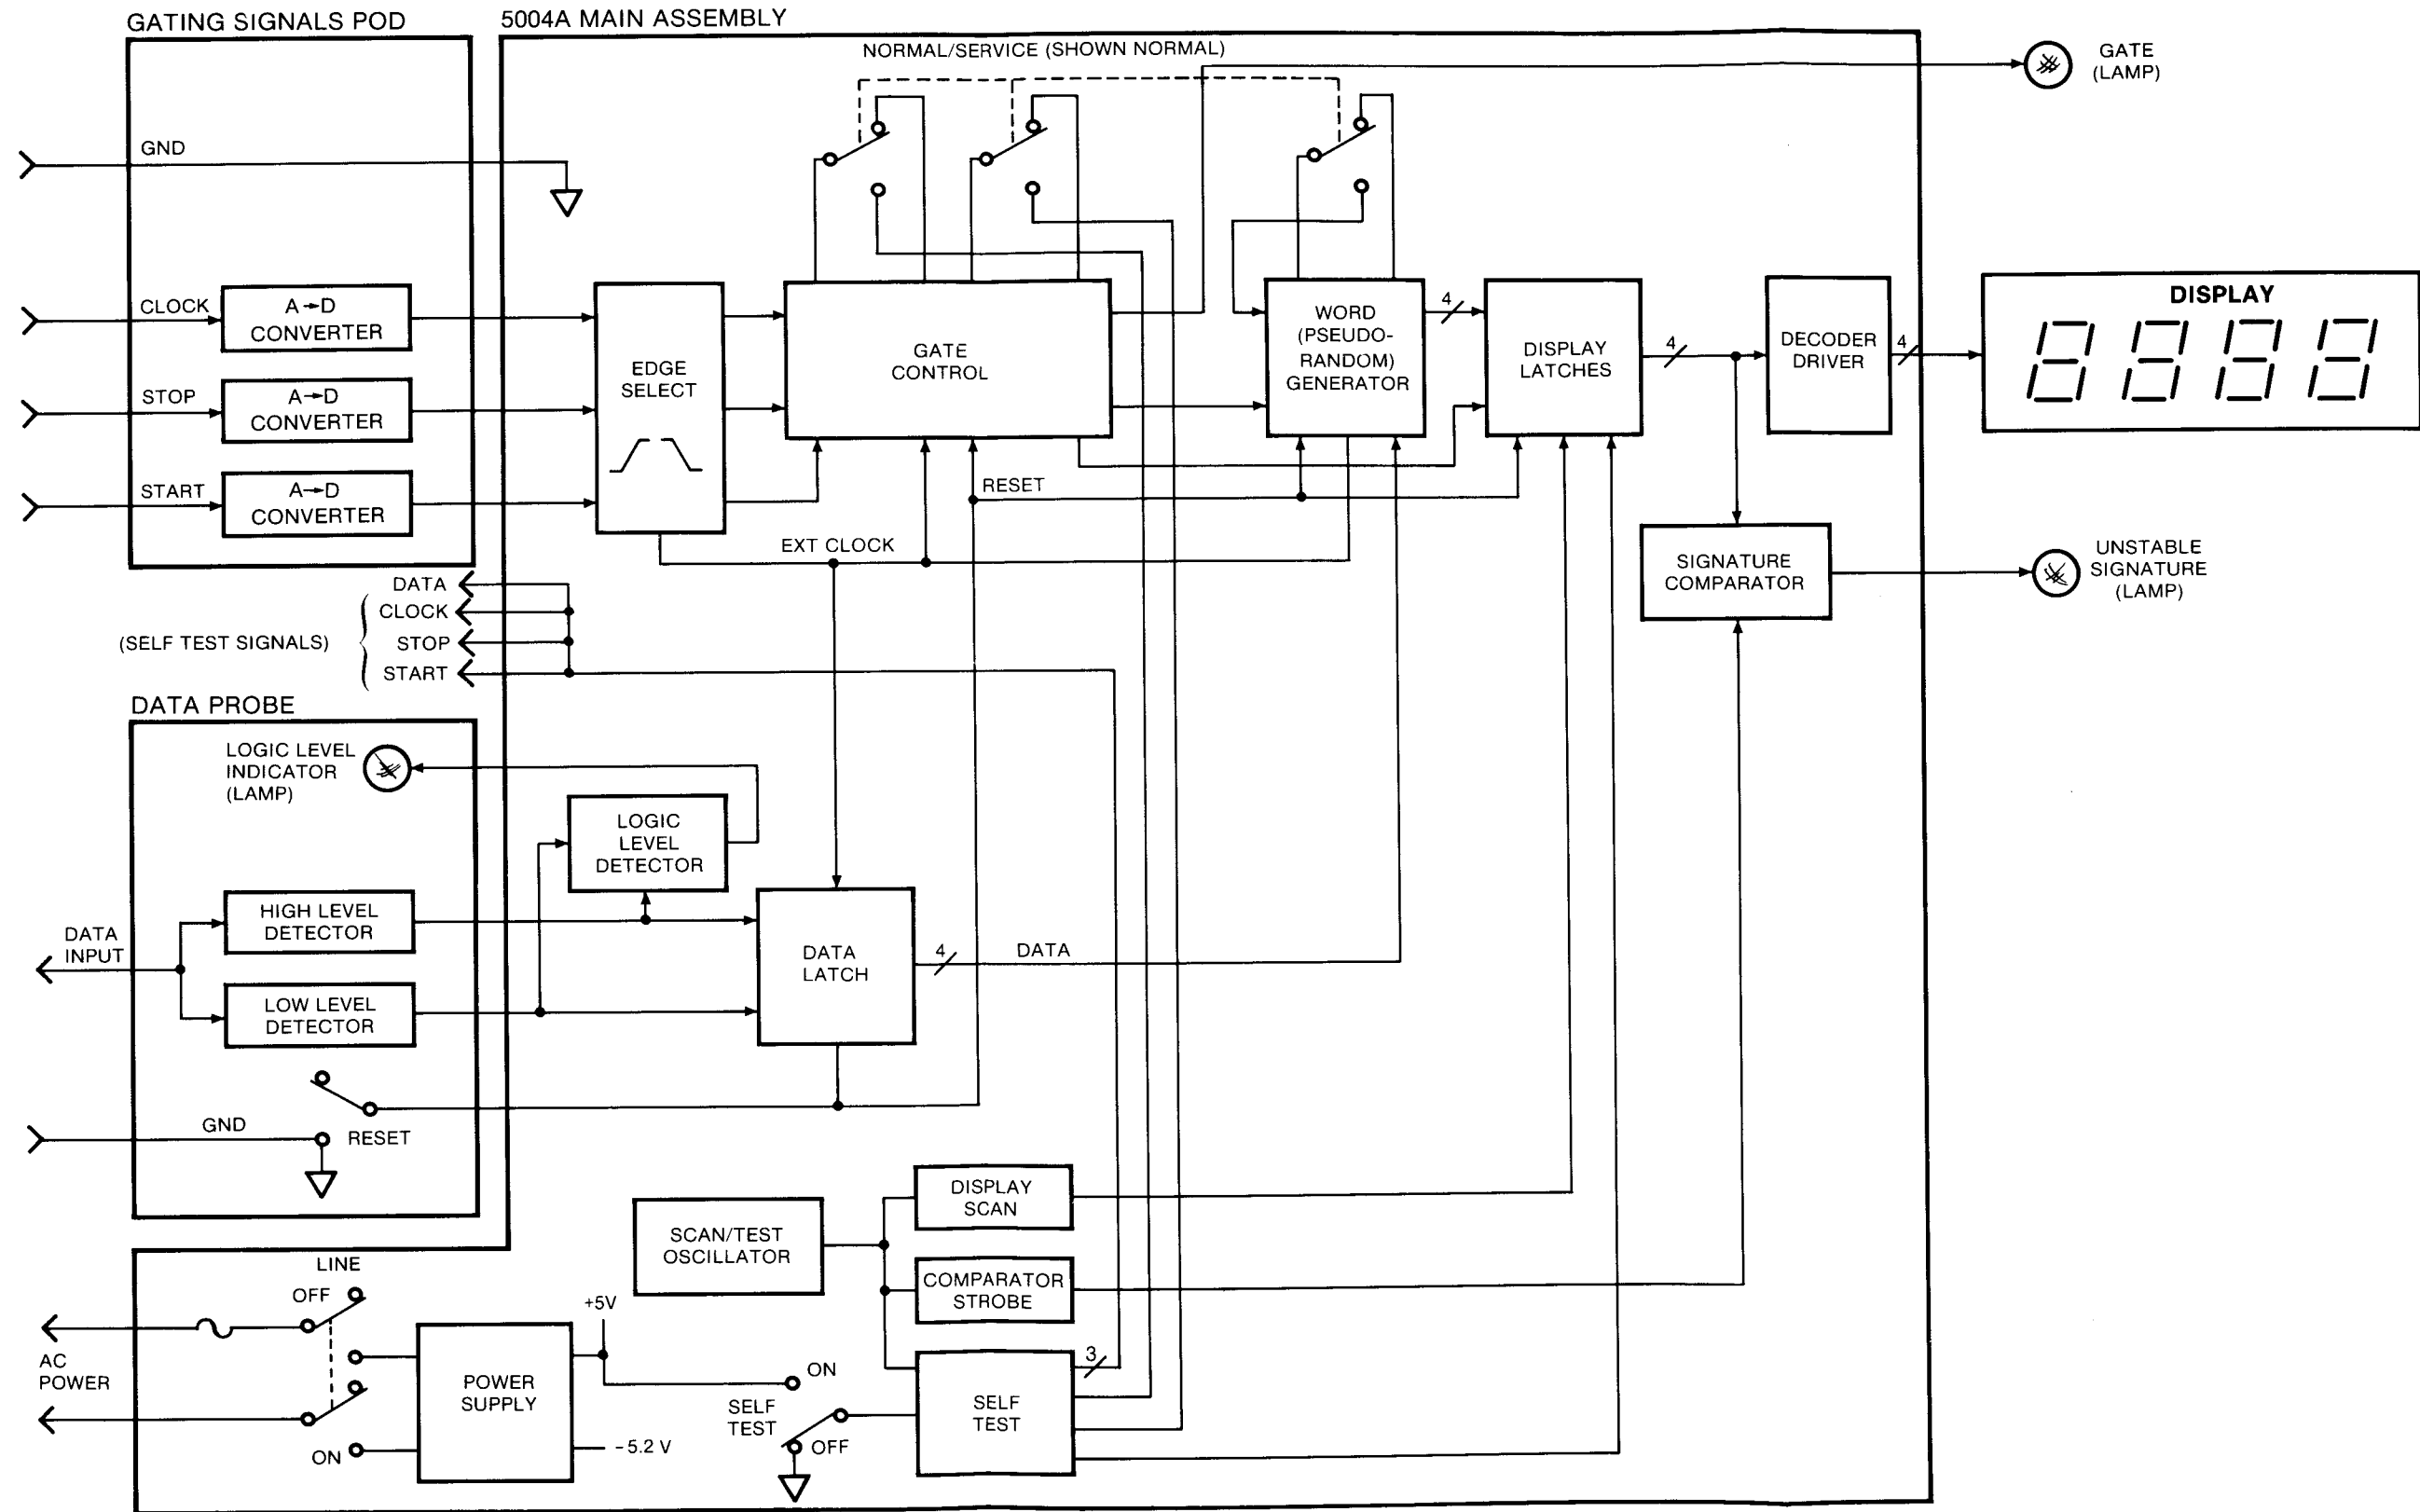 GATING SIGNALS POD
5004A MAIN ASSEMBLY
NORMAL/SERVICE (SHOWN NORMAL)
GATE
(LAMP)
GND
CLOCK
A→D
CONVERTER
STOP
A→D
CONVERTER
START
A→D
CONVERTER
EDGE
SELECT
GATE
CONTROL
WORD
(PSEUDO-
RANDOM)
GENERATOR
4
DISPLAY
LATCHES
4
DECODER
DRIVER
4
DISPLAY
8888
RESET
EXT CLOCK
SIGNATURE
COMPARATOR
UNSTABLE
SIGNATURE
(LAMP)
(SELF TEST SIGNALS)
DATA
CLOCK
STOP
START
DATA PROBE
LOGIC LEVEL
INDICATOR
(LAMP)
LOGIC
LEVEL
DETECTOR
DATA
INPUT
HIGH LEVEL
DETECTOR
LOW LEVEL
DETECTOR
DATA
LATCH
4
DATA
GND
RESET
SCAN/TEST
OSCILLATOR
DISPLAY
SCAN
COMPARATOR
STROBE
SELF
TEST
3
LINE
OFF
ON
AC
POWER
POWER
SUPPLY
+5V
-5.2 V
SELF
TEST
ON
OFF